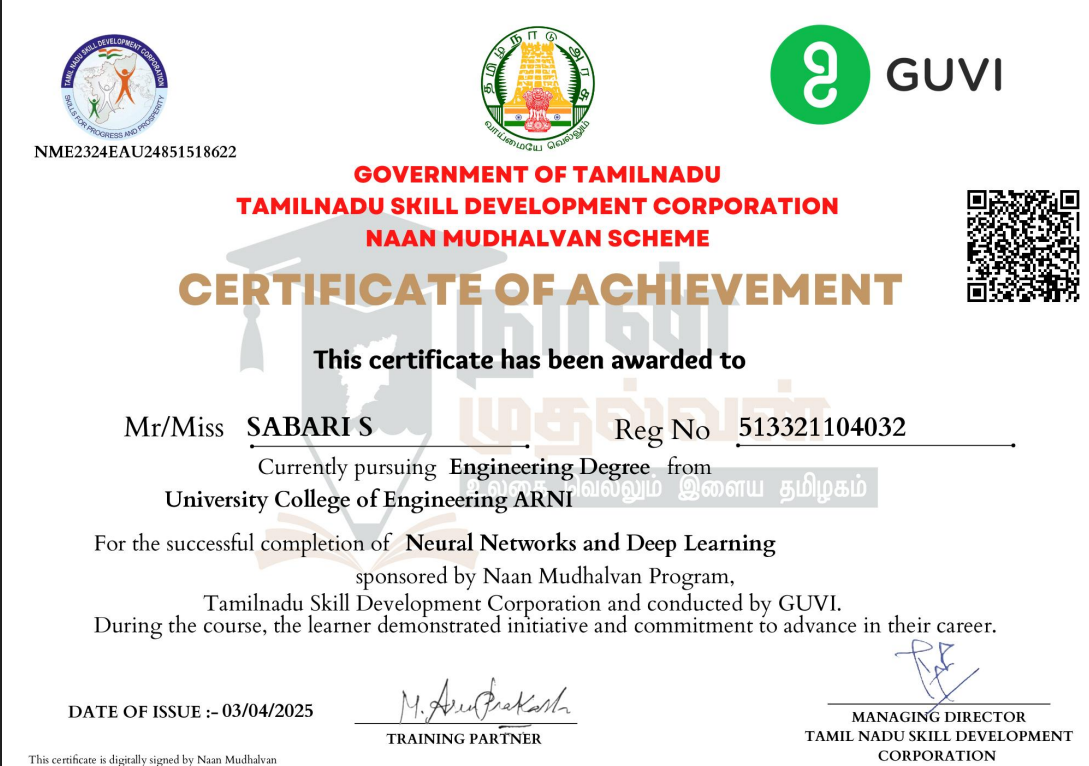 TAMIL NADU SKILL DEVELOPMENT CORPORATION
SKILLS FOR PROGRESS AND PROSPERITY
NME2324EAU24851518622
தமிழ்நாடு அரசு
வாய்மையே வெல்லும்
GUVI
GOVERNMENT OF TAMILNADU
TAMILNADU SKILL DEVELOPMENT CORPORATION
NAAN MUDHALVAN SCHEME
CERTIFICATE OF ACHIEVEMENT
நான்
முதல்வன்
உலகை வெல்லும் இளைய தமிழகம்
This certificate has been awarded to
Mr/Miss SABARI S Reg No 513321104032
Currently pursuing Engineering Degree from
University College of Engineering ARNI
For the successful completion of Neural Networks and Deep Learning
sponsored by Naan Mudhalvan Program,
Tamilnadu Skill Development Corporation and conducted by GUVI.
During the course, the learner demonstrated initiative and commitment to advance in their career.
DATE OF ISSUE :- 03/04/2025
M. ArunPrakash
TRAINING PARTNER
MANAGING DIRECTOR
TAMIL NADU SKILL DEVELOPMENT
CORPORATION
This certificate is digitally signed by Naan Mudhalvan